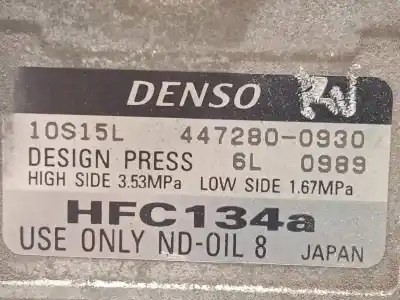 DENSO
10S15L 447280-0930
DESIGN PRESS 6L 0989
HIGH SIDE 3.53MPa LOW SIDE 1.67MPa
HFC134a
USE ONLY ND-OIL 8 JAPAN